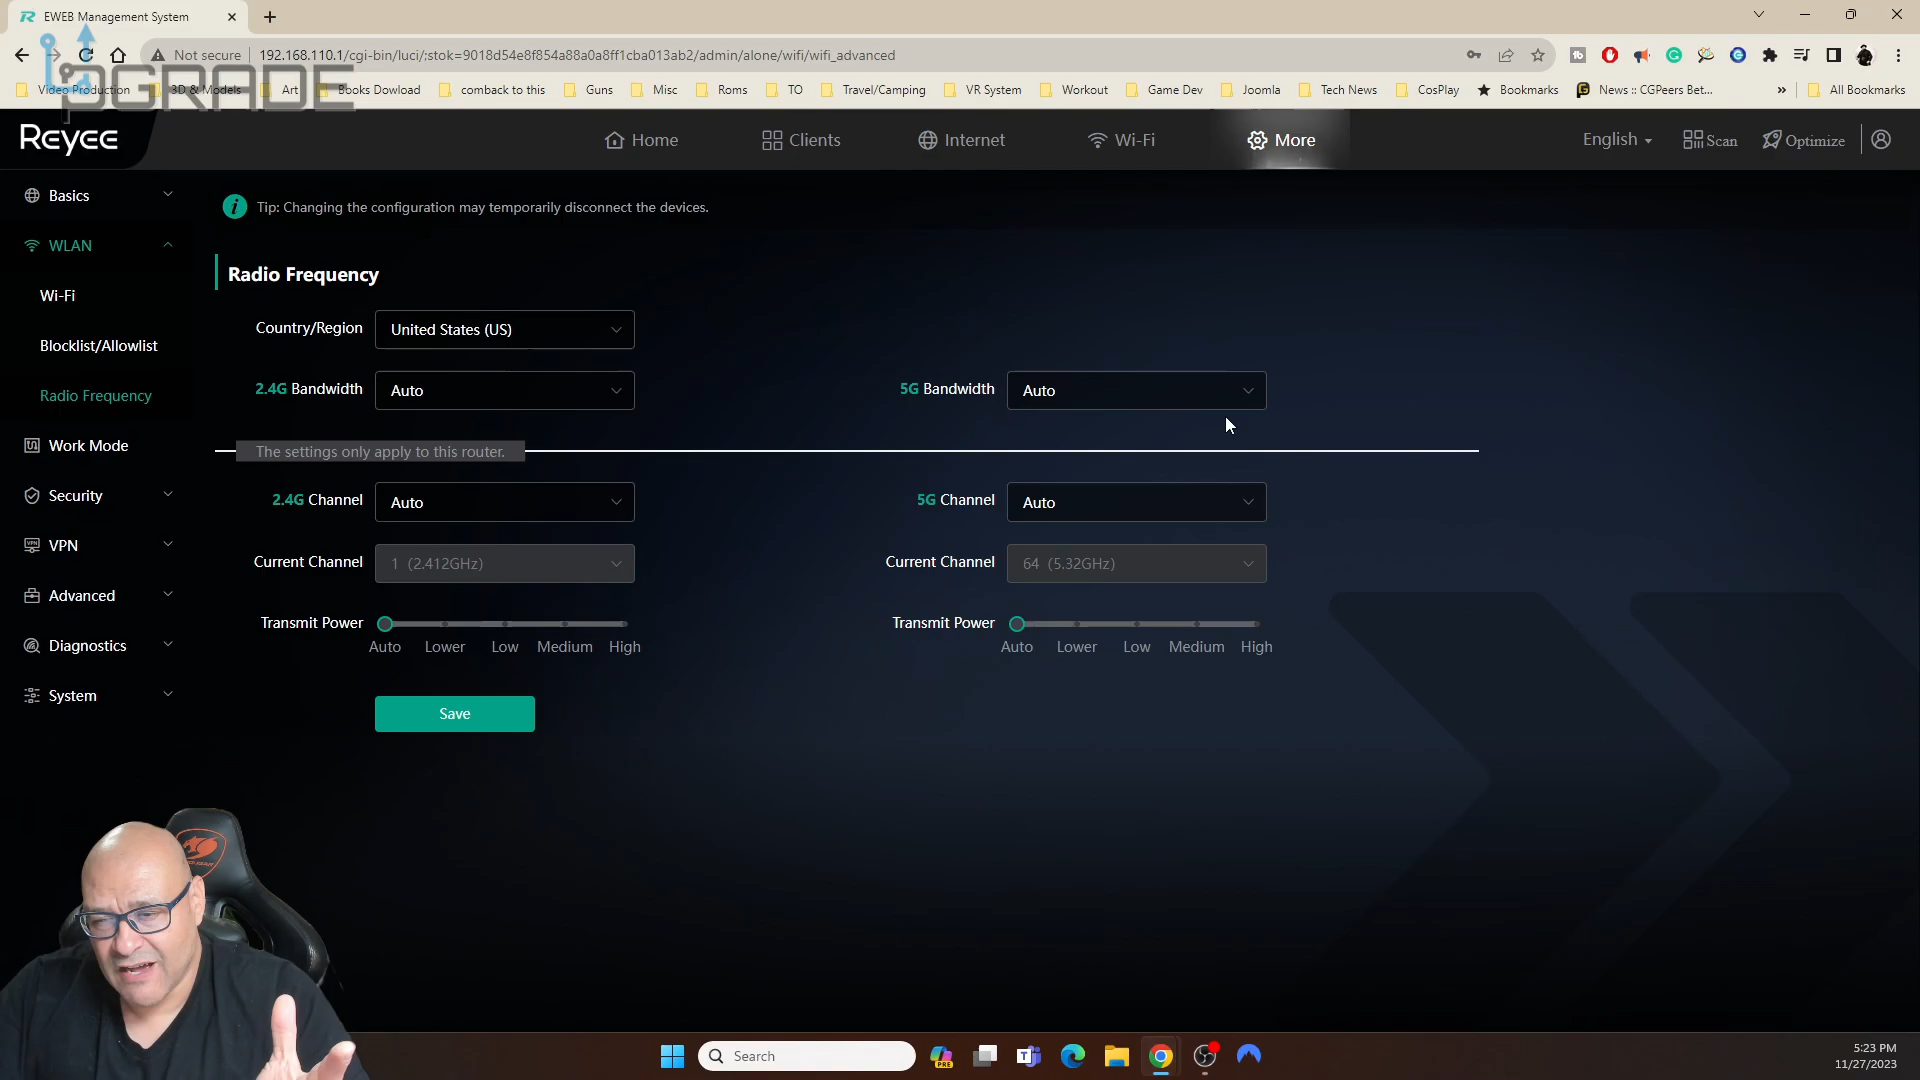 EWEB Management System
Not secure 192.168.110.1/cgi-bin/luci/;stok=9018d54e8f854a88a0a8ff1cba013ab2/admin/alone/wifi/wifi_advanced
UPGRADE
Video Production 3D & Models Art Books Dowload comback to this Guns Misc Roms TO Travel/Camping VR System Workout Game Dev Joomla Tech News CosPlay Bookmarks News :: CGPeers Bet... » All Bookmarks
Reyee Home Clients Internet Wi-Fi More English Scan Optimize
Basics
Tip: Changing the configuration may temporarily disconnect the devices.
WLAN
Radio Frequency
Wi-Fi
Country/Region United States (US)
Blocklist/Allowlist
2.4G Bandwidth Auto 5G Bandwidth Auto
Radio Frequency
Work Mode
The settings only apply to this router.
Security
2.4G Channel Auto 5G Channel Auto
VPN
Current Channel 1 (2.412GHz) Current Channel 64 (5.32GHz)
Advanced
Transmit Power Transmit Power
Auto Lower Low Medium High Auto Lower Low Medium High
Diagnostics
System
Save
Search
PRE
5:23 PM
11/27/2023